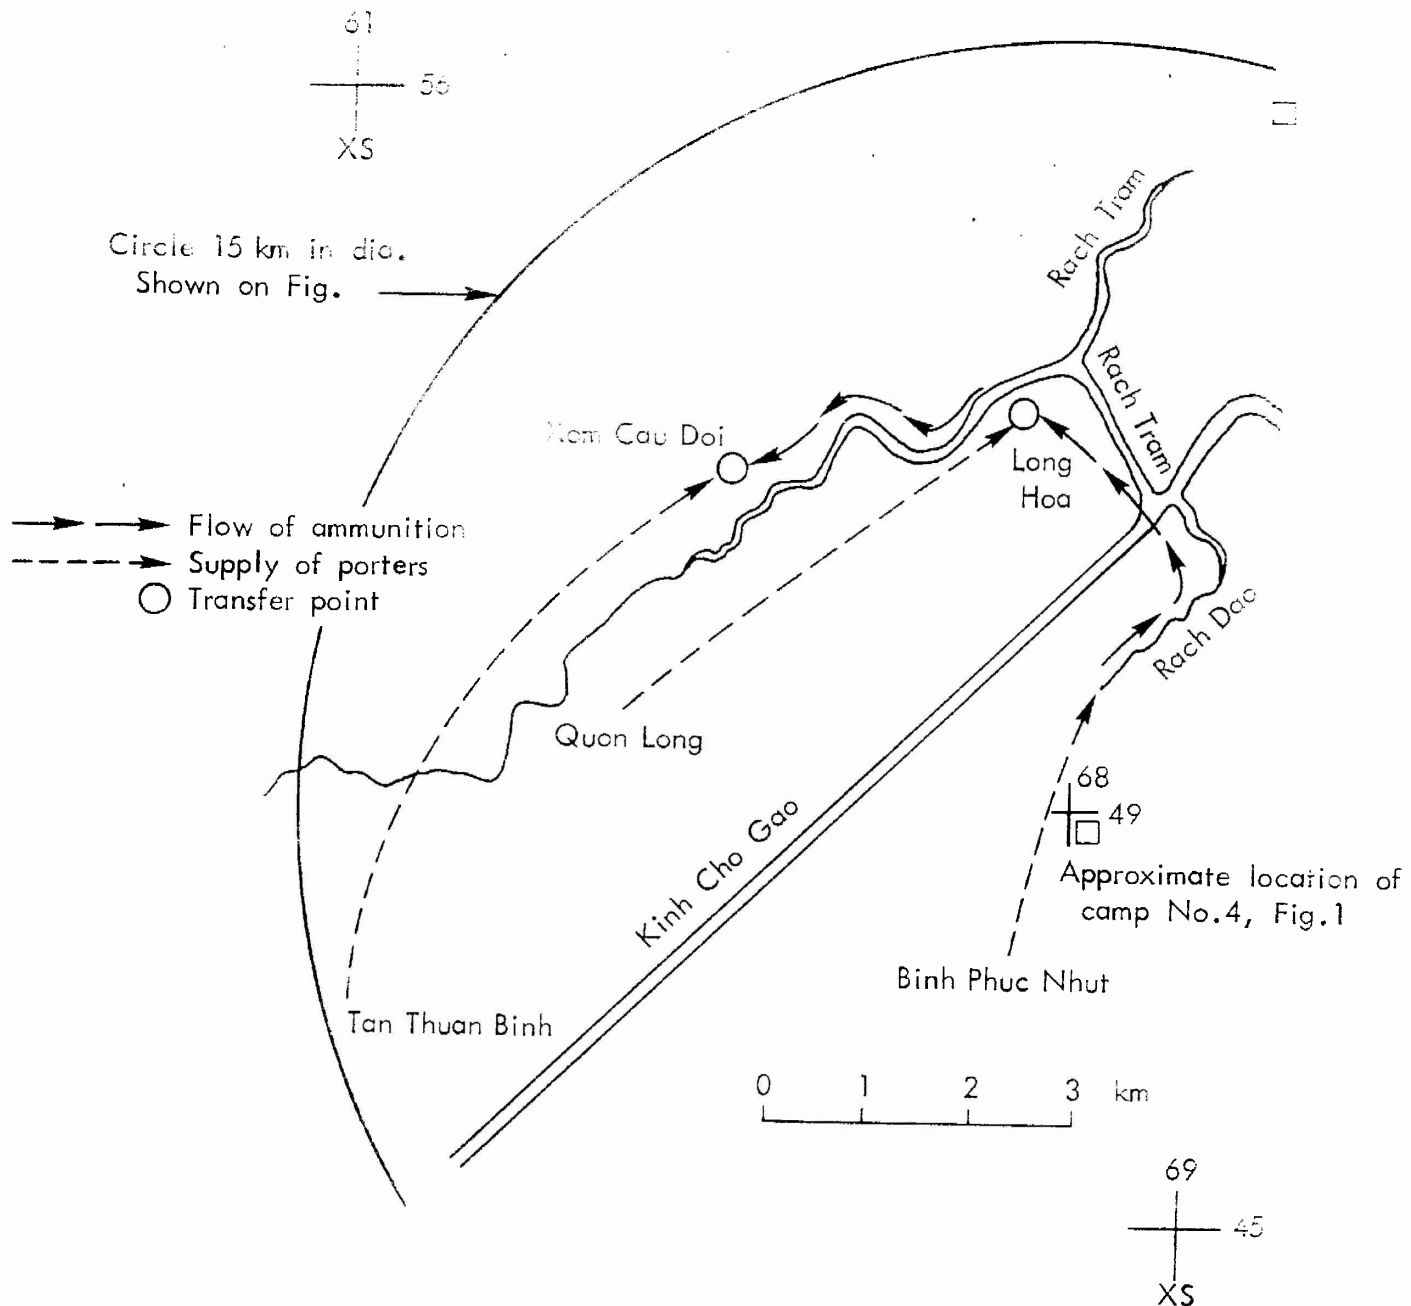 61
56
XS
Circle 15 km in dia.
Shown on Fig.
Rach Tram
Rach Tram
Xom Cau Doi
Long
Hoa
Flow of ammunition
Supply of porters
Transfer point
Rach Dao
Quon Long
68
49
Kinh Cho Gao
Approximate location of
camp No.4, Fig.1
Binh Phuc Nhut
Tan Thuan Binh
0 1 2 3 km
69
45
XS